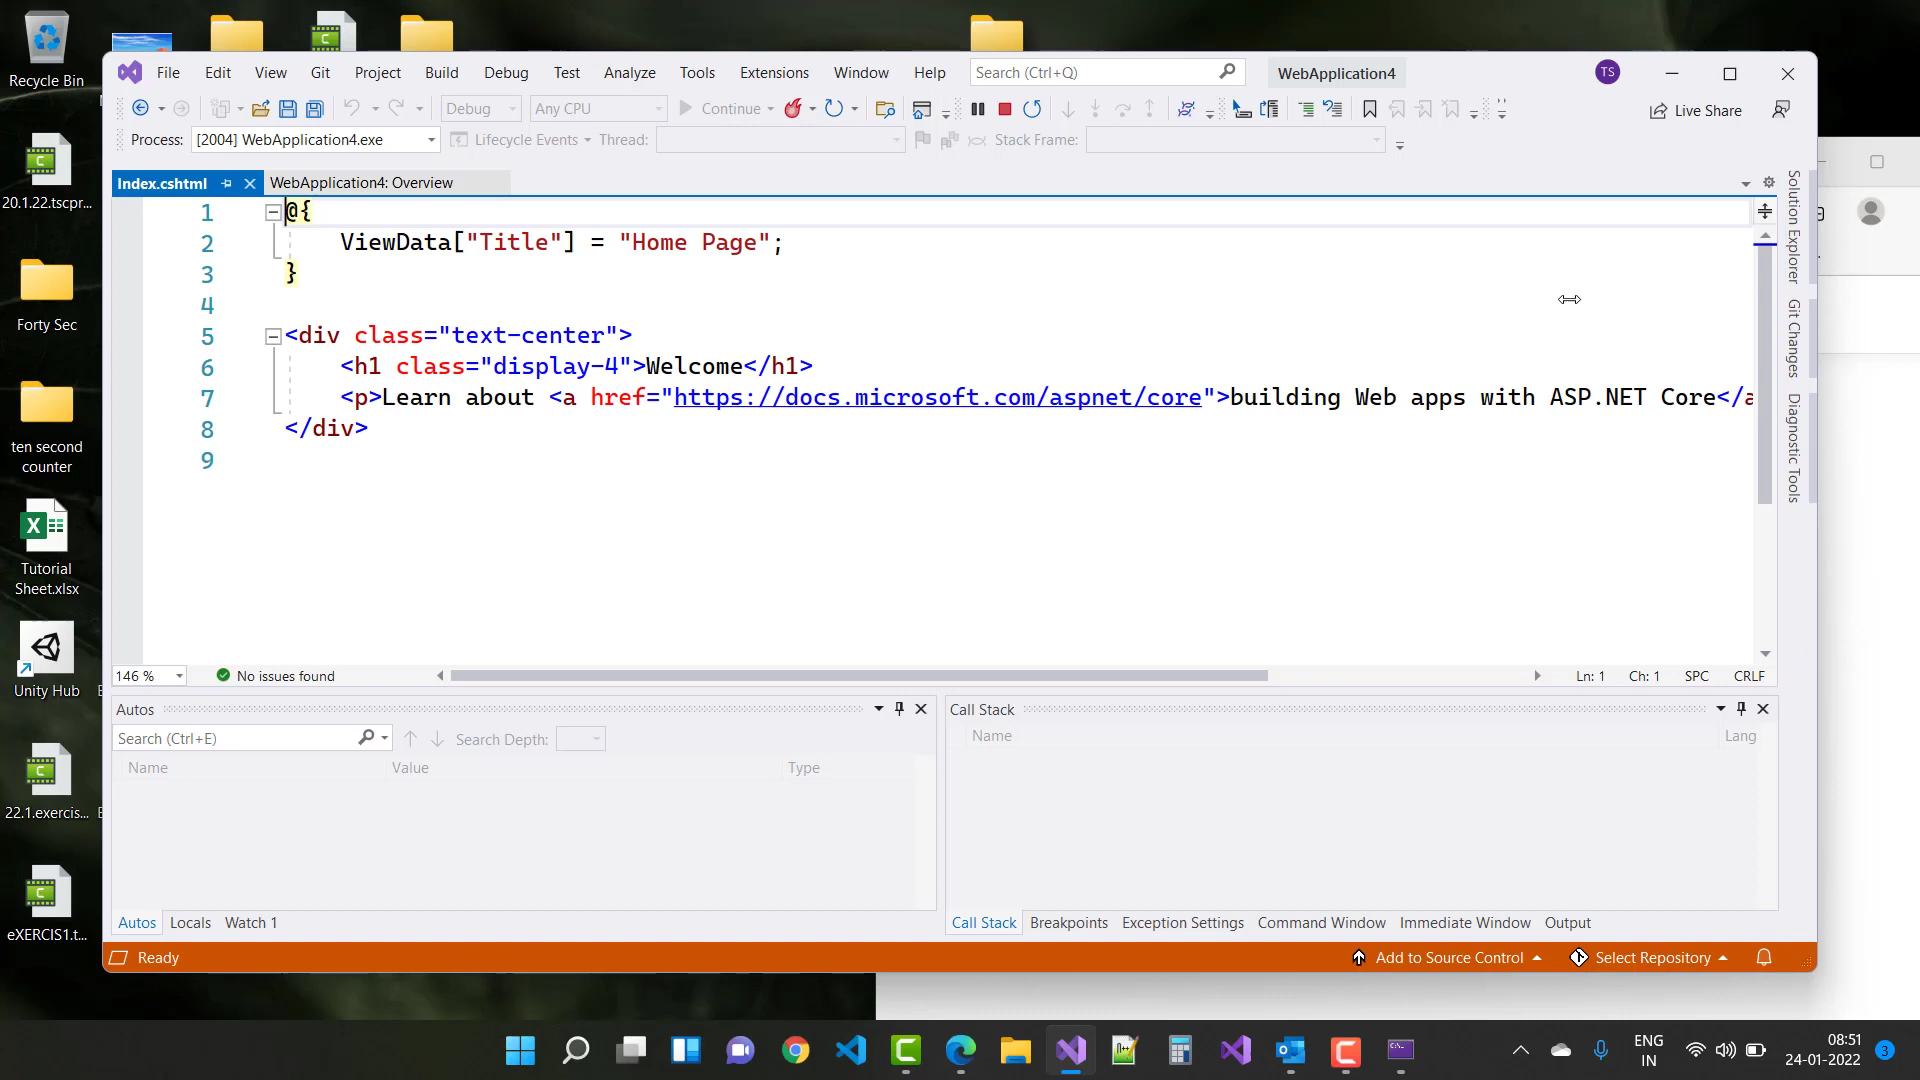 Recycle Bin
20.1.22.tscpr...
Forty Sec
ten second
counter
Tutorial
Sheet.xlsx
Unity Hub
22.1.exercis...
eXERCIS1.t...
File Edit View Git Project Build Debug Test Analyze Tools Extensions Window Help Search (Ctrl+Q) WebApplication4 TS
Debug Any CPU Continue Live Share
Process: [2004] WebApplication4.exe Lifecycle Events Thread: Stack Frame:
Index.cshtml WebApplication4: Overview
1 @{
2 ViewData["Title"] = "Home Page";
3 }
4
5 <div class="text-center">
6 <h1 class="display-4">Welcome</h1>
7 <p>Learn about <a href="https://docs.microsoft.com/aspnet/core">building Web apps with ASP.NET Core</a
8 </div>
9
Solution Explorer
Git Changes
Diagnostic Tools
146 % No issues found Ln: 1 Ch: 1 SPC CRLF
Autos
Search (Ctrl+E) Search Depth:
Name Value Type
Autos Locals Watch 1
Call Stack
Name Lang
Call Stack Breakpoints Exception Settings Command Window Immediate Window Output
Ready Add to Source Control Select Repository
ENG
IN
08:51
24-01-2022
3